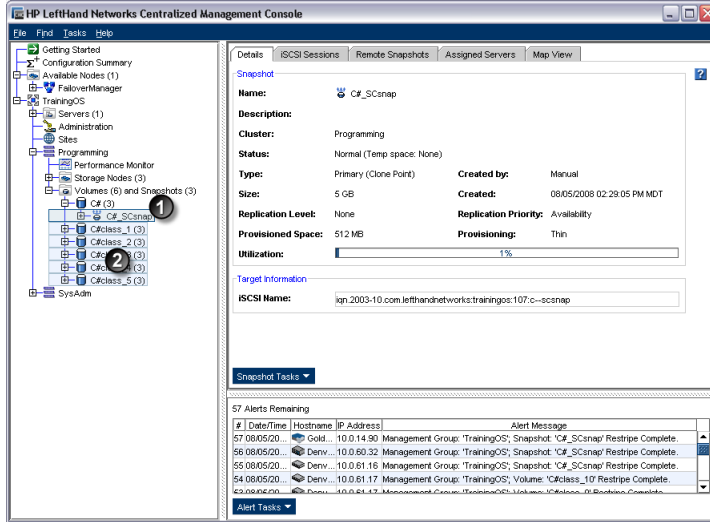 HP LeftHand Networks Centralized Management Console
File Find Tasks Help
Getting Started
Configuration Summary
Available Nodes (1)
FailoverManager
TrainingOS
Servers (1)
Administration
Sites
Programming
Performance Monitor
Storage Nodes (3)
Volumes (6) and Snapshots (3)
C# (3)
1
C#_SCsnap
C#class_1 (3)
C#class_2 (3)
2
C#class_5 (3)
SysAdm
Details iSCSI Sessions Remote Snapshots Assigned Servers Map View
Snapshot
?
Name: C#_SCsnap
Description:
Cluster: Programming
Status: Normal (Temp space: None)
Type: Primary (Clone Point) Created by: Manual
Size: 5 GB Created: 08/05/2008 02:29:05 PM MDT
Replication Level: None Replication Priority: Availability
Provisioned Space: 512 MB Provisioning: Thin
Utilization: 1%
Target Information
iSCSI Name: iqn.2003-10.com.lefthandnetworks:trainingos:107:c--scsnap
Snapshot Tasks
57 Alerts Remaining
# Date/Time Hostname IP Address Alert Message
57 08/05/20... Gold... 10.0.14.90 Management Group: 'TrainingOS'; Snapshot: 'C#_SCsnap' Restripe Complete.
56 08/05/20... Denv... 10.0.60.32 Management Group: 'TrainingOS'; Snapshot: 'C#_SCsnap' Restripe Complete.
55 08/05/20... Denv... 10.0.61.16 Management Group: 'TrainingOS'; Snapshot: 'C#_SCsnap' Restripe Complete.
54 08/05/20... Denv... 10.0.61.17 Management Group: 'TrainingOS'; Volume: 'C#class_10' Restripe Complete.
Alert Tasks